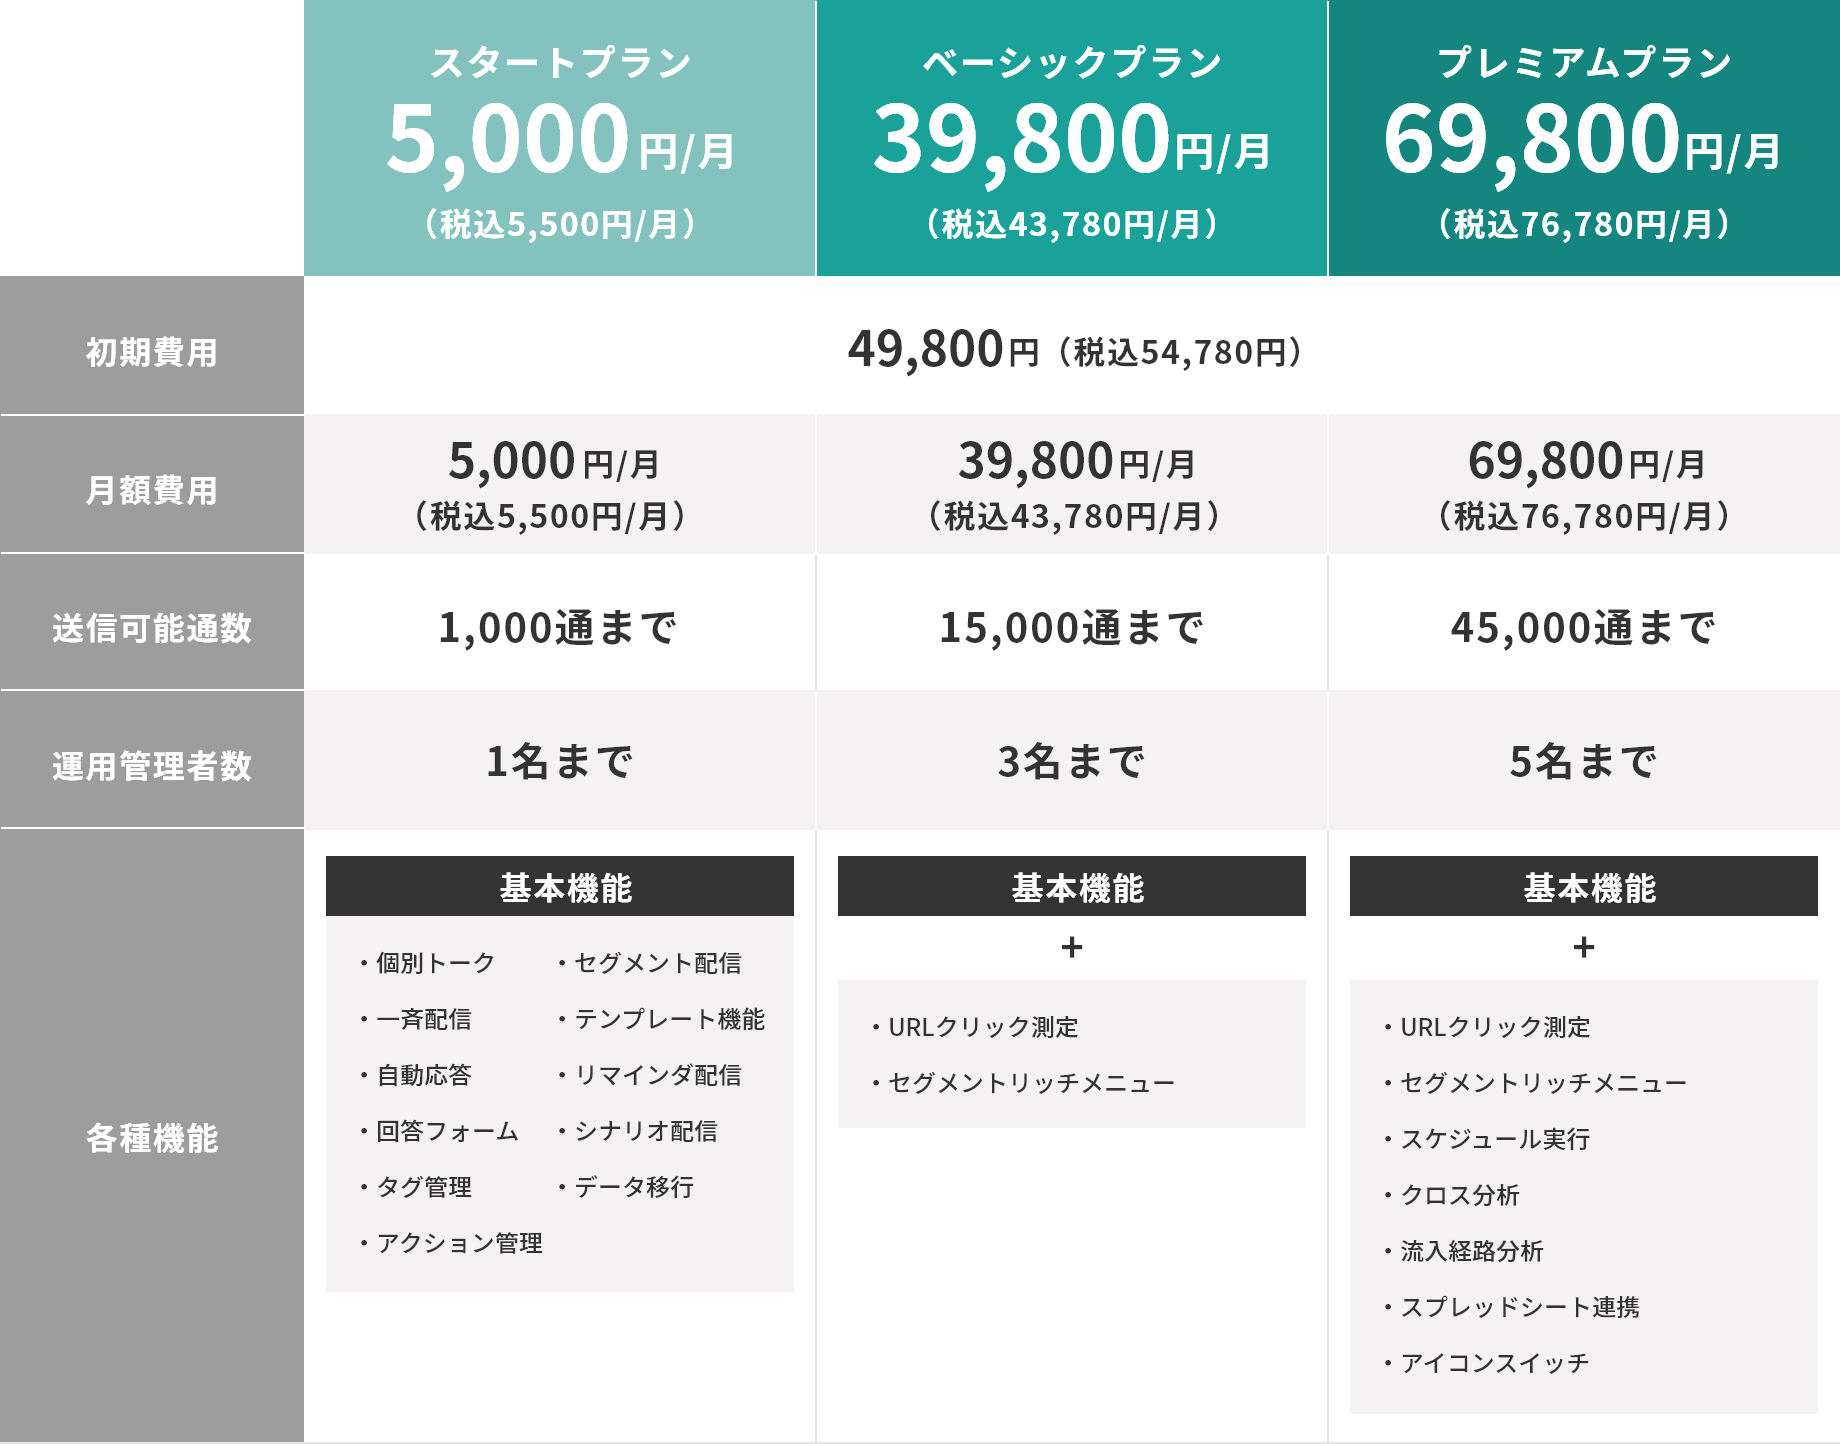 スタートプラン
5,000円/月
（税込5,500円/月）
ベーシックプラン
39,800円/月
（税込43,780円/月）
プレミアムプラン
69,800円/月
（税込76,780円/月）
初期費用
49,800円（税込54,780円）
月額費用
5,000円/月
（税込5,500円/月）
39,800円/月
（税込43,780円/月）
69,800円/月
（税込76,780円/月）
送信可能通数
1,000通まで
15,000通まで
45,000通まで
運用管理者数
1名まで
3名まで
5名まで
各種機能
基本機能
・個別トーク
・一斉配信
・自動応答
・回答フォーム
・タグ管理
・アクション管理
・セグメント配信
・テンプレート機能
・リマインダ配信
・シナリオ配信
・データ移行
基本機能
+
・URLクリック測定
・セグメントリッチメニュー
基本機能
+
・URLクリック測定
・セグメントリッチメニュー
・スケジュール実行
・クロス分析
・流入経路分析
・スプレッドシート連携
・アイコンスイッチ